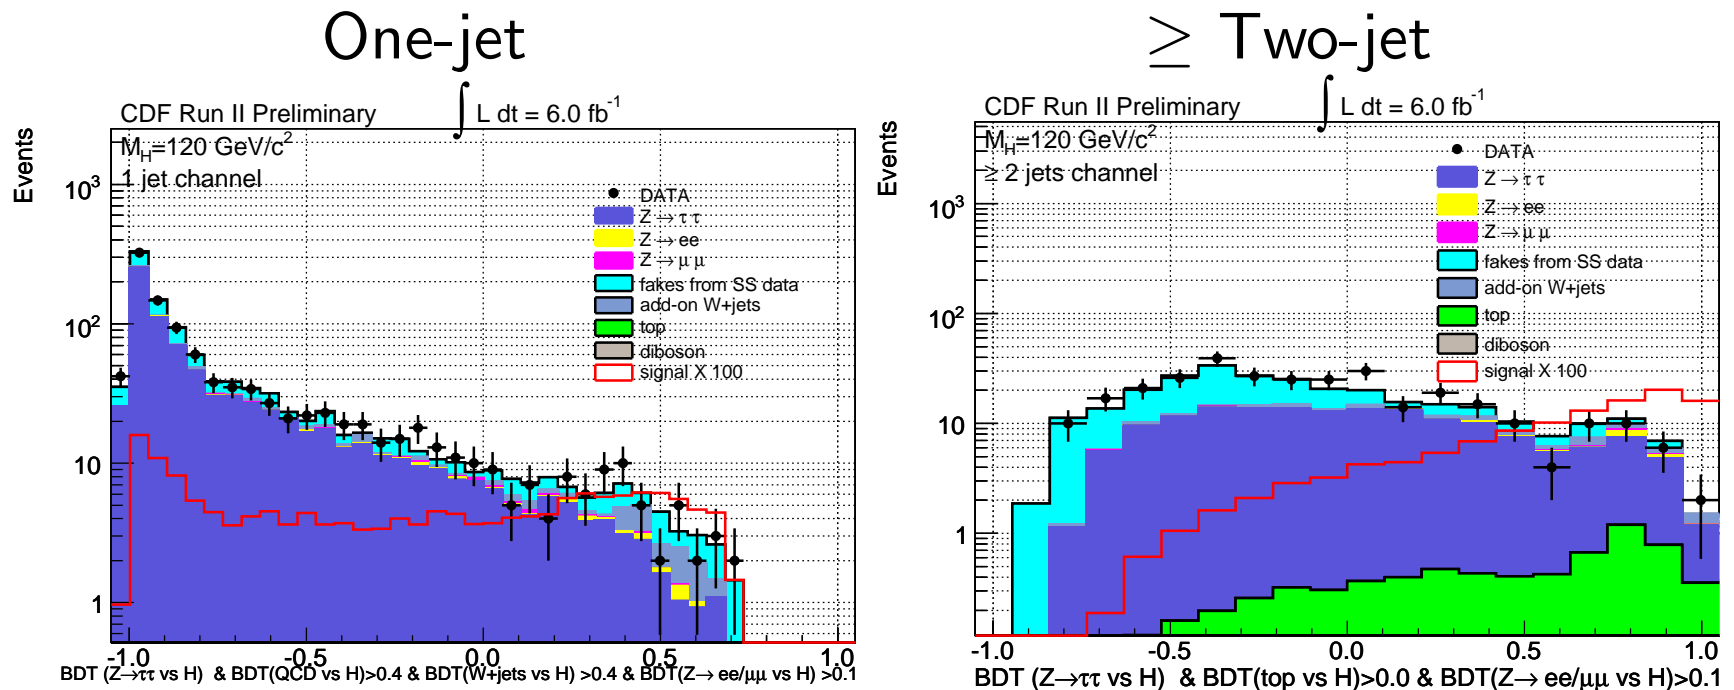 One-jet
CDF Run II Preliminary ∫ L dt = 6.0 fb⁻¹
M_H=120 GeV/c²
1 jet channel
Events
10³
10²
10
1
DATA
Z→ττ
Z→ee
Z→μμ
fakes from SS data
add-on W+jets
top
diboson
signal X 100
-1.0 -0.5 0.0 0.5 1.0
BDT (Z→ττ vs H) & BDT(QCD vs H)>0.4 & BDT(W+jets vs H) >0.4 & BDT(Z→ ee/μμ vs H) >0.1
≥ Two-jet
CDF Run II Preliminary ∫ L dt = 6.0 fb⁻¹
M_H=120 GeV/c²
≥ 2 jets channel
Events
10³
10²
10
1
DATA
Z→ττ
Z→ee
Z→μμ
fakes from SS data
add-on W+jets
top
diboson
signal X 100
-1.0 -0.5 0.0 0.5 1.0
BDT (Z→ττ vs H) & BDT(top vs H)>0.0 & BDT(Z→ ee/μμ vs H)>0.1